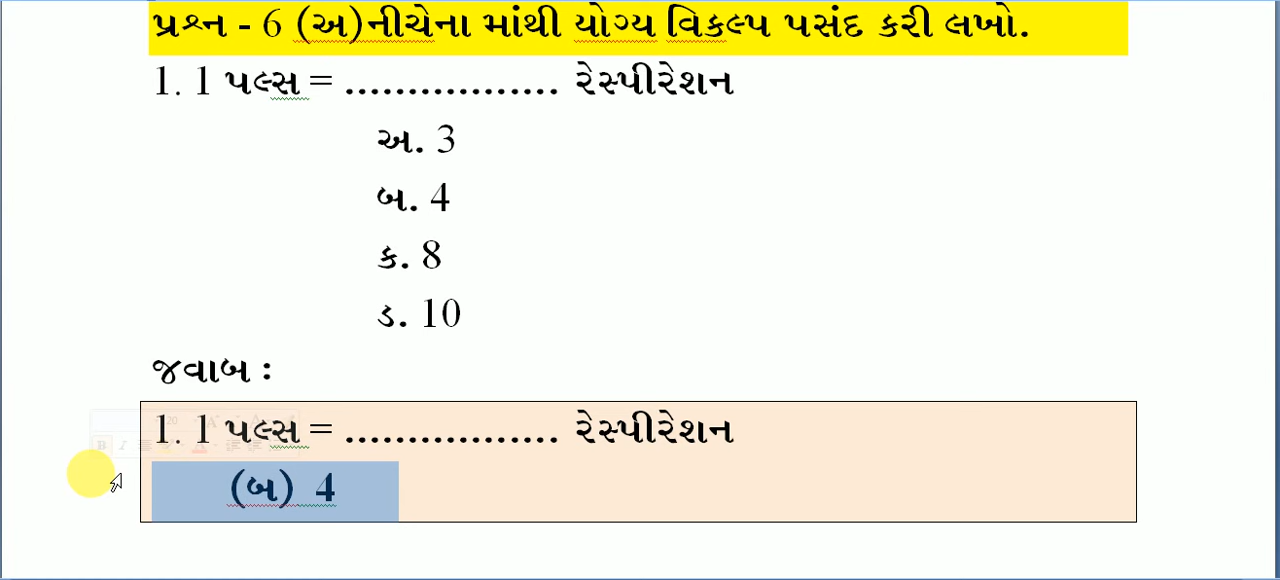 પ્રશ્ન - 6 (અ)નીચેના માંથી યોગ્ય વિકલ્પ પસંદ કરી લખો.
1. 1 પલ્સ = ................. રેસ્પીરેશન
અ. 3
બ. 4
ક. 8
ડ. 10
જવાબ :
1. 1 પલ્સ = ................. રેસ્પીરેશન
(બ) 4